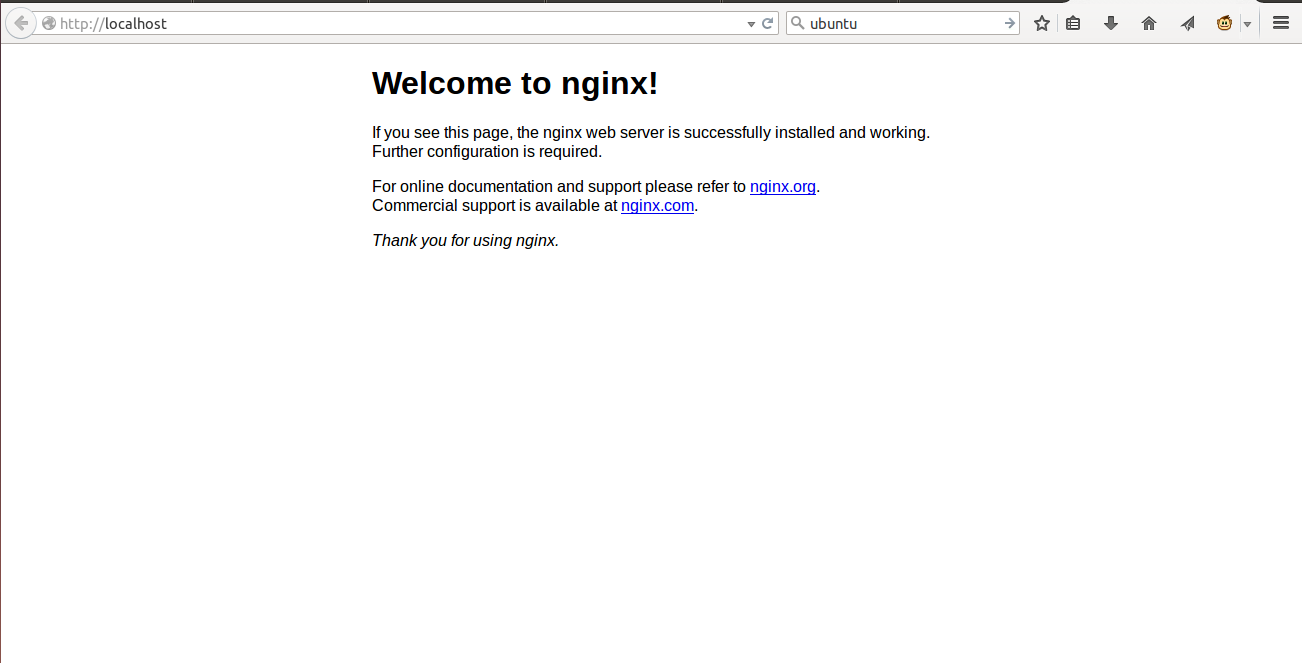 http://localhost
ubuntu
Welcome to nginx!
If you see this page, the nginx web server is successfully installed and working.
Further configuration is required.
For online documentation and support please refer to nginx.org.
Commercial support is available at nginx.com.
Thank you for using nginx.